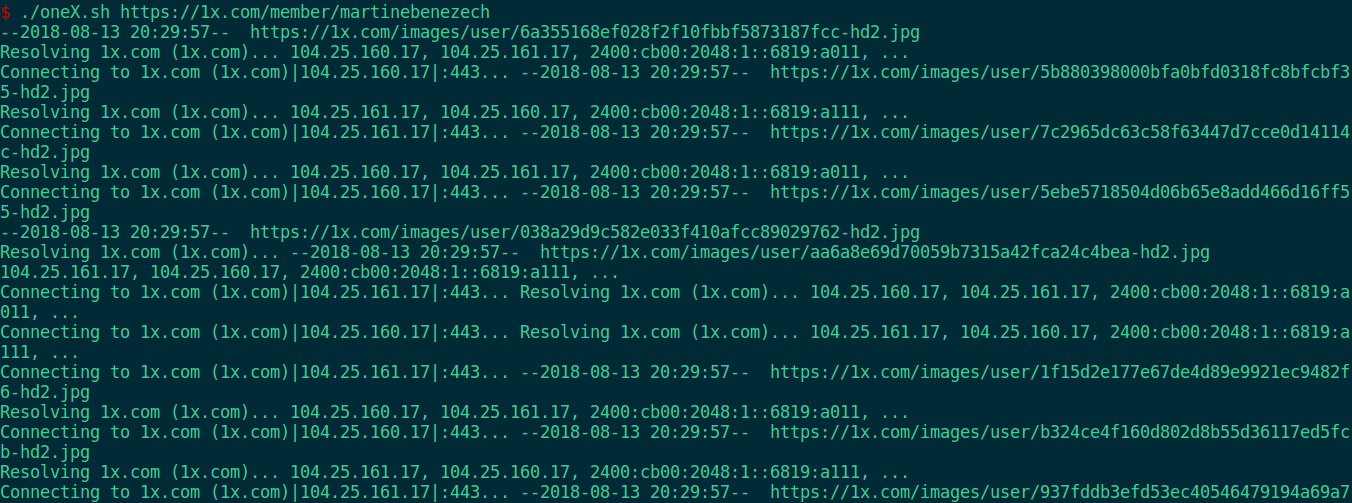 $ ./oneX.sh https://1x.com/member/martinebenezech
--2018-08-13 20:29:57--  https://1x.com/images/user/6a355168ef028f2f10fbbf5873187fcc-hd2.jpg
Resolving 1x.com (1x.com)... 104.25.160.17, 104.25.161.17, 2400:cb00:2048:1::6819:a011, ...
Connecting to 1x.com (1x.com)|104.25.160.17|:443... --2018-08-13 20:29:57--  https://1x.com/images/user/5b880398000bfa0bfd0318fc8bfcbf3
5-hd2.jpg
Resolving 1x.com (1x.com)... 104.25.161.17, 104.25.160.17, 2400:cb00:2048:1::6819:a111, ...
Connecting to 1x.com (1x.com)|104.25.161.17|:443... --2018-08-13 20:29:57--  https://1x.com/images/user/7c2965dc63c58f63447d7cce0d14114
c-hd2.jpg
Resolving 1x.com (1x.com)... 104.25.160.17, 104.25.161.17, 2400:cb00:2048:1::6819:a011, ...
Connecting to 1x.com (1x.com)|104.25.160.17|:443... --2018-08-13 20:29:57--  https://1x.com/images/user/5ebe5718504d06b65e8add466d16ff5
5-hd2.jpg
--2018-08-13 20:29:57--  https://1x.com/images/user/038a29d9c582e033f410afcc89029762-hd2.jpg
Resolving 1x.com (1x.com)... --2018-08-13 20:29:57--  https://1x.com/images/user/aa6a8e69d70059b7315a42fca24c4bea-hd2.jpg
104.25.161.17, 104.25.160.17, 2400:cb00:2048:1::6819:a111, ...
Connecting to 1x.com (1x.com)|104.25.161.17|:443... Resolving 1x.com (1x.com)... 104.25.160.17, 104.25.161.17, 2400:cb00:2048:1::6819:a
011, ...
Connecting to 1x.com (1x.com)|104.25.161.17|:443... Resolving 1x.com (1x.com)... 104.25.161.17, 104.25.160.17, 2400:cb00:2048:1::6819:a
111, ...
Connecting to 1x.com (1x.com)|104.25.161.17|:443... --2018-08-13 20:29:57--  https://1x.com/images/user/1f15d2e177e67de4d89e9921ec9482f
6-hd2.jpg
Resolving 1x.com (1x.com)... 104.25.160.17, 104.25.161.17, 2400:cb00:2048:1::6819:a011, ...
Connecting to 1x.com (1x.com)|104.25.160.17|:443... --2018-08-13 20:29:57--  https://1x.com/images/user/b324ce4f160d802d8b55d36117ed5fc
b-hd2.jpg
Resolving 1x.com (1x.com)... 104.25.161.17, 104.25.160.17, 2400:cb00:2048:1::6819:a111, ...
Connecting to 1x.com (1x.com)|104.25.161.17|:443... --2018-08-13 20:29:57--  https://1x.com/images/user/937fddb3efd53ec40546479194a69a7